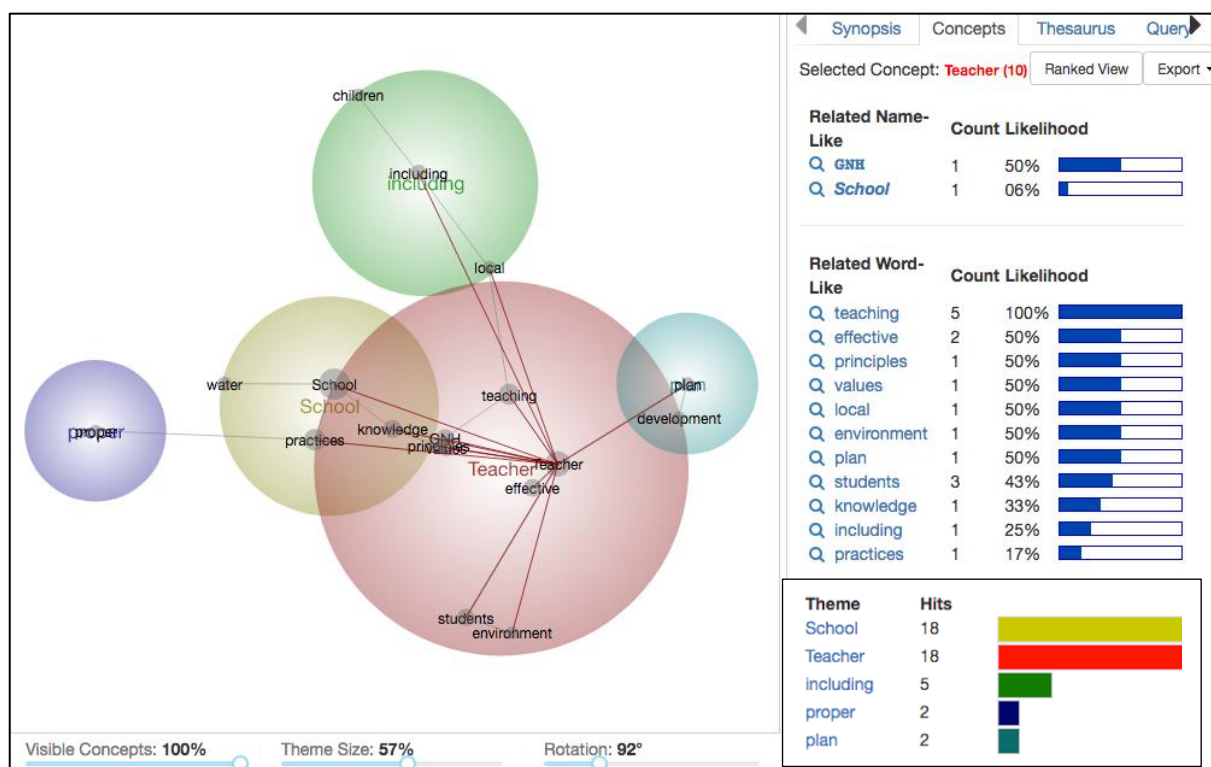 children
including
including
local
water
School
School
plan
plan
development
teaching
proper
proper
practices
knowledge
GNH
principles
values
Teacher
teacher
effective
students
environment
Visible Concepts: 100%
Theme Size: 57%
Rotation: 92°
Synopsis Concepts Thesaurus Query
Selected Concept: Teacher (10) Ranked View Export
Related Name-
Like Count Likelihood
GNH 1 50%
School 1 06%
Related Word-
Like Count Likelihood
teaching 5 100%
effective 2 50%
principles 1 50%
values 1 50%
local 1 50%
environment 1 50%
plan 1 50%
students 3 43%
knowledge 1 33%
including 1 25%
practices 1 17%
Theme Hits
School 18
Teacher 18
including 5
proper 2
plan 2